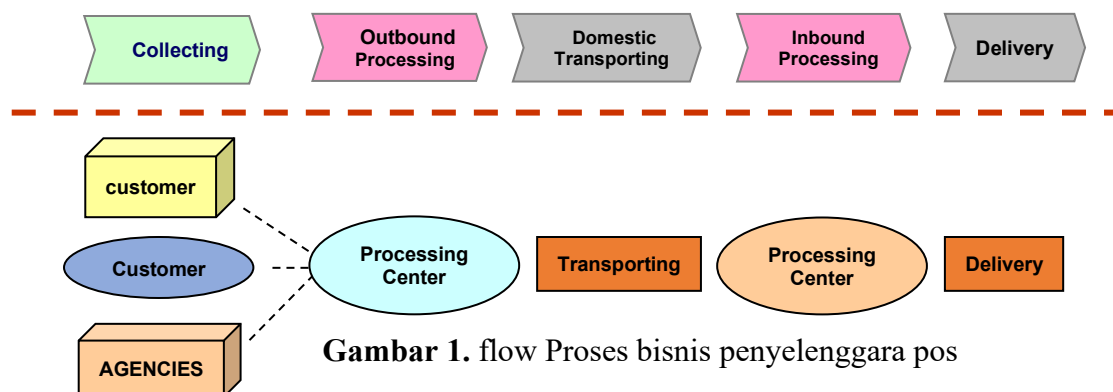 Collecting
Outbound
Processing
Domestic
Transporting
Inbound
Processing
Delivery
customer
Customer
AGENCIES
Processing
Center
Transporting
Processing
Center
Delivery
Gambar 1. flow Proses bisnis penyelenggara pos